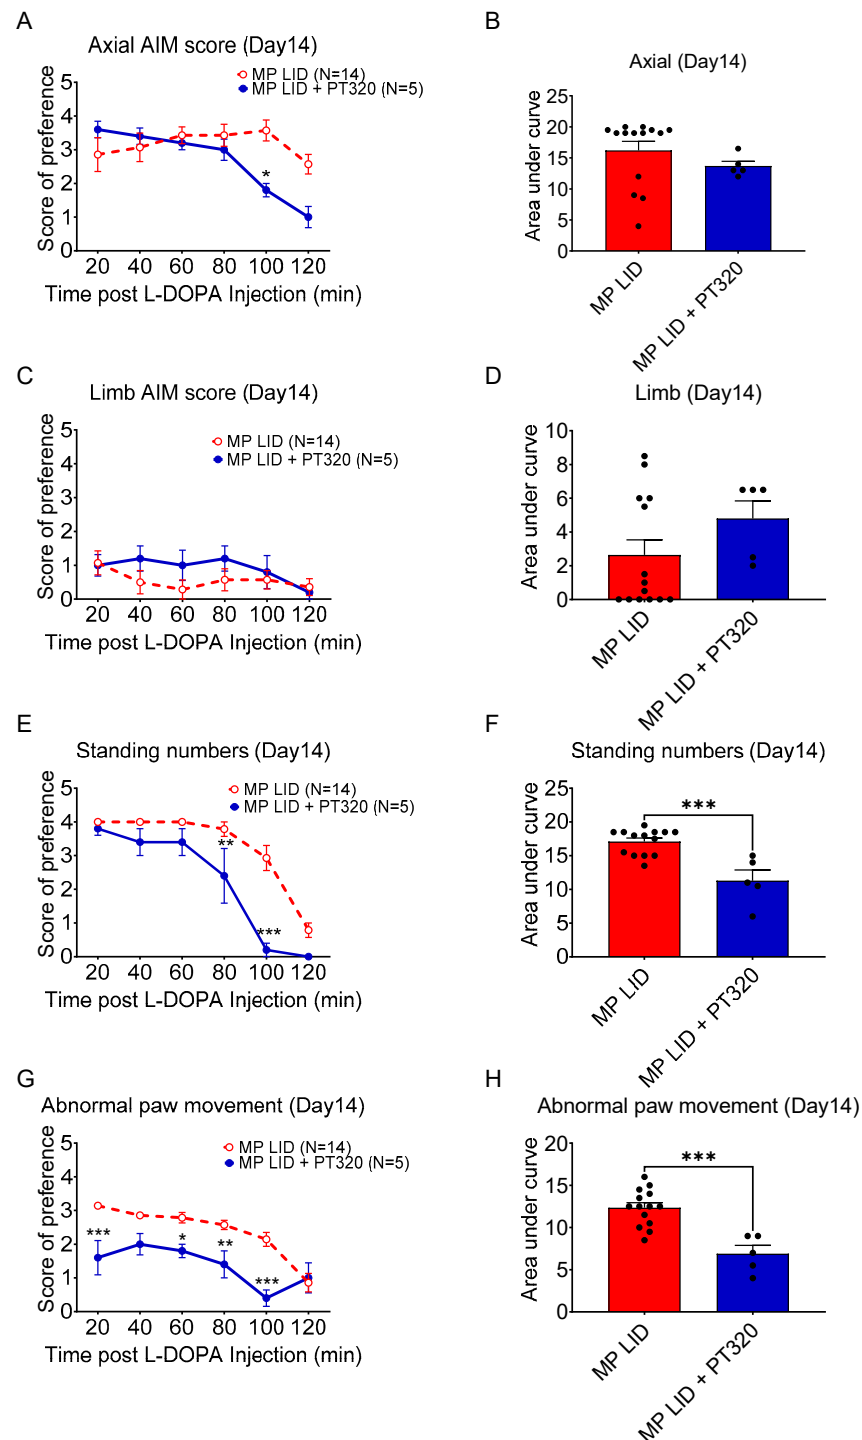 A
Axial AIM score (Day14)
MP LID (N=14)
MP LID + PT320 (N=5)
Score of preference
5
4
3
2
1
0
*
20 40 60 80 100 120
Time post L-DOPA Injection (min)
B
Axial (Day14)
Area under curve
25
20
15
10
5
0
MP LID
MP LID + PT320
C
Limb AIM score (Day14)
MP LID (N=14)
MP LID + PT320 (N=5)
Score of preference
5
4
3
2
1
0
20 40 60 80 100 120
Time post L-DOPA Injection (min)
D
Limb (Day14)
Area under curve
10
8
6
4
2
0
MP LID
MP LID + PT320
E
Standing numbers (Day14)
MP LID (N=14)
MP LID + PT320 (N=5)
Score of preference
5
4
3
2
1
0
**
***
20 40 60 80 100 120
Time post L-DOPA Injection (min)
F
Standing numbers (Day14)
Area under curve
25
20
15
10
5
0
***
MP LID
MP LID + PT320
G
Abnormal paw movement (Day14)
MP LID (N=14)
MP LID + PT320 (N=5)
Score of preference
5
4
3
2
1
0
***
*
**
***
20 40 60 80 100 120
Time post L-DOPA Injection (min)
H
Abnormal paw movement (Day14)
Area under curve
20
15
10
5
0
***
MP LID
MP LID + PT320